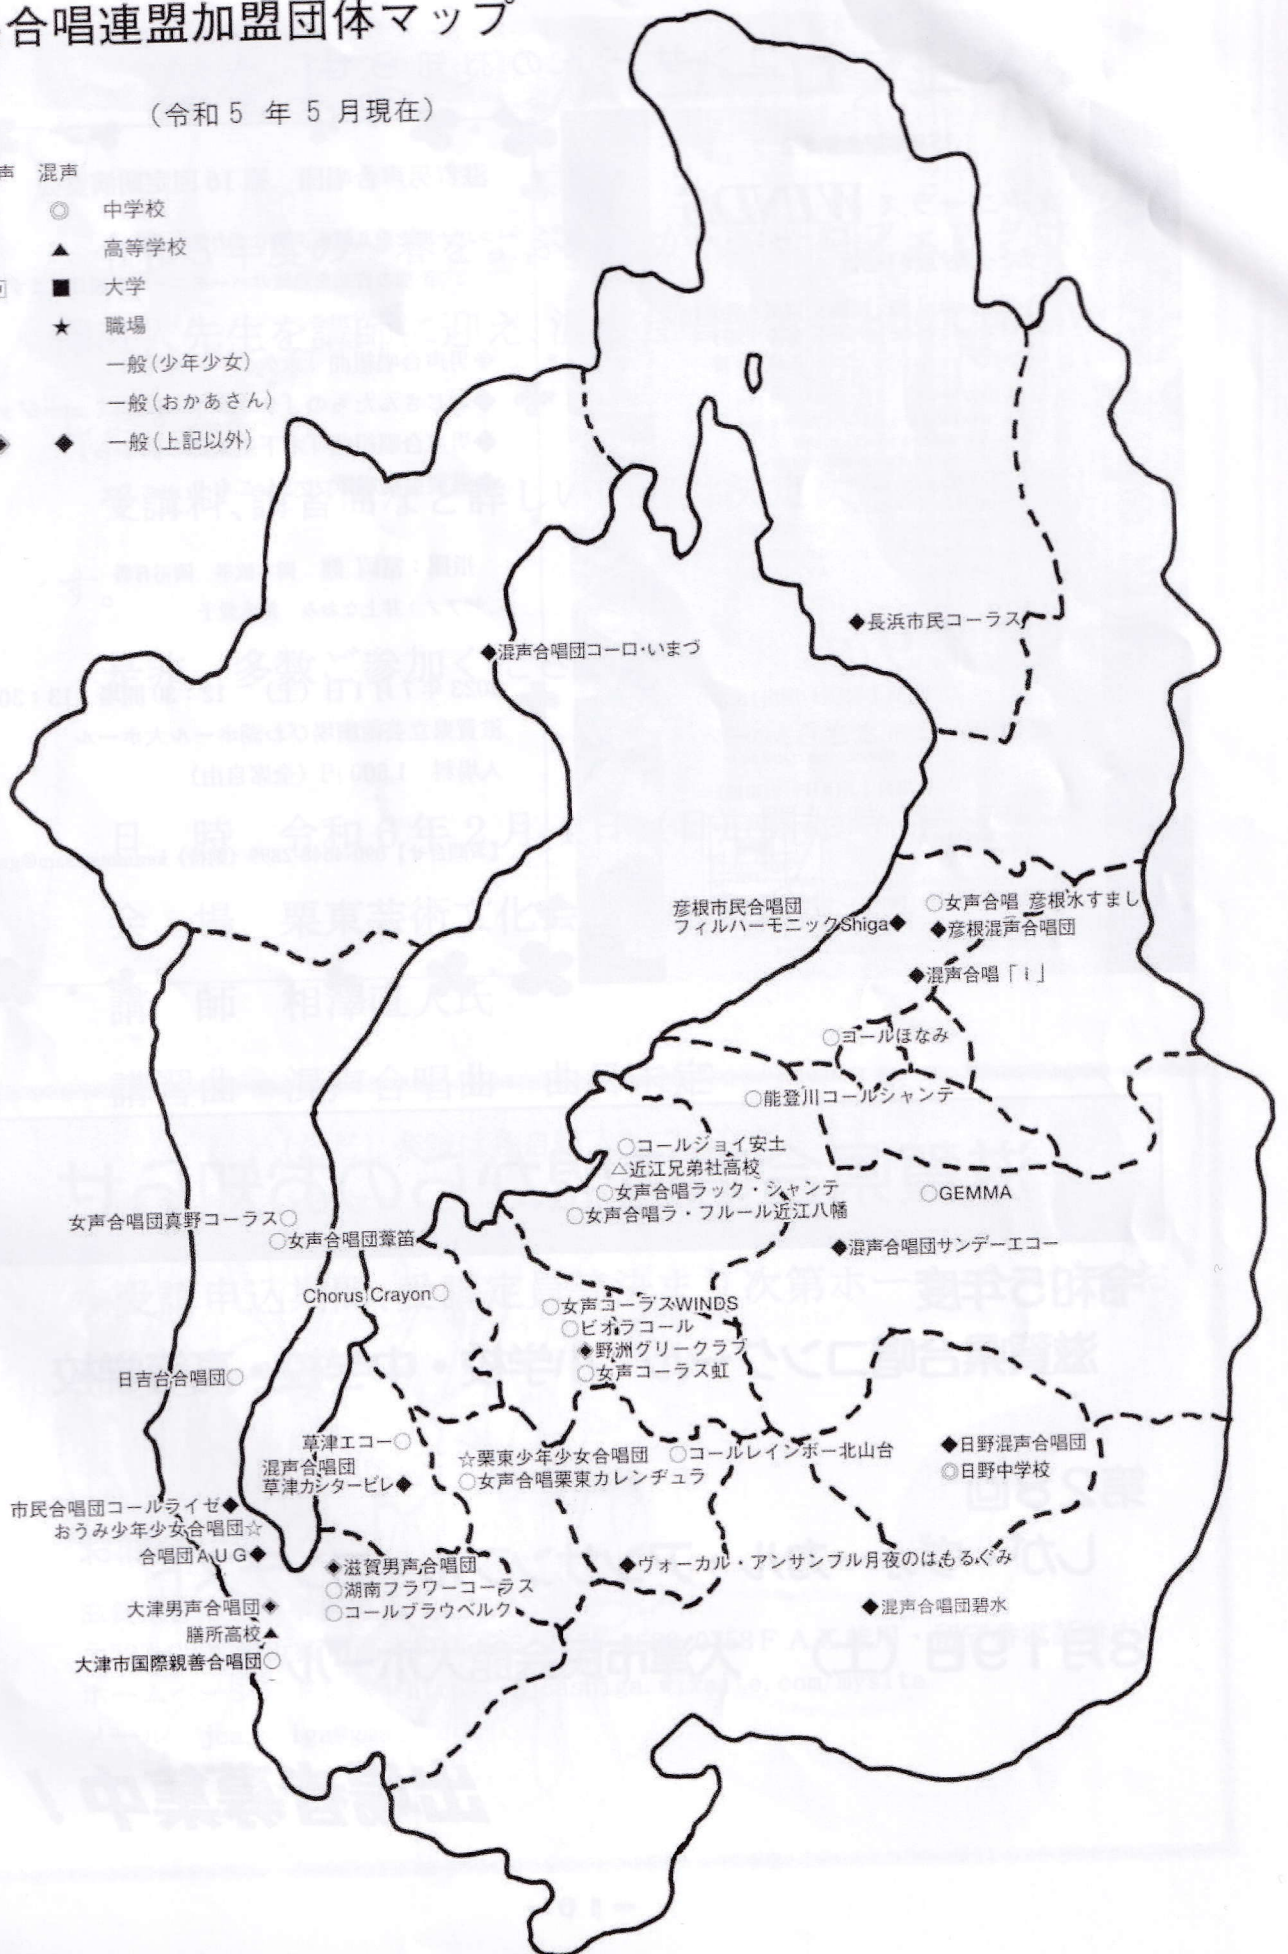 合唱連盟加盟団体マップ
(令和5年5月現在)
声 混声
◎ 中学校
▲ 高等学校
■ 大学
★ 職場
一般(少年少女)
一般(おかあさん)
◆ 一般(上記以外)
◆長浜市民コーラス
◆混声合唱団コーロ・いまづ
彦根市民合唱団
フィルハーモニックShiga◆
○女声合唱 彦根水すまし
◆彦根混声合唱団
◆混声合唱「i」
○コールほなみ
○能登川コールシャンテ
○コールジョイ安土
△近江兄弟社高校
○女声合唱ラック・シャンテ
○女声合唱ラ・フルール近江八幡
○GEMMA
◆混声合唱団サンデーエコー
女声合唱団真野コーラス○
○女声合唱団葦笛
Chorus Crayon○
○女声コーラスWINDS
○ビオラコール
◈野洲グリークラブ
○女声コーラス虹
日吉台合唱団○
草津エコー○
混声合唱団
草津カンタービレ◆
☆栗東少年少女合唱団
○女声合唱栗東カレンヂュラ
○コールレインボー北山台
◆日野混声合唱団
◎日野中学校
市民合唱団コールライゼ◆
おうみ少年少女合唱団☆
合唱団AUG◆
◈滋賀男声合唱団
○湖南フラワーコーラス
○コールブラウベルク
◆ヴォーカル・アンサンブル月夜のはもるぐみ
◆混声合唱団碧水
大津男声合唱団◈
膳所高校▲
大津市国際親善合唱団○